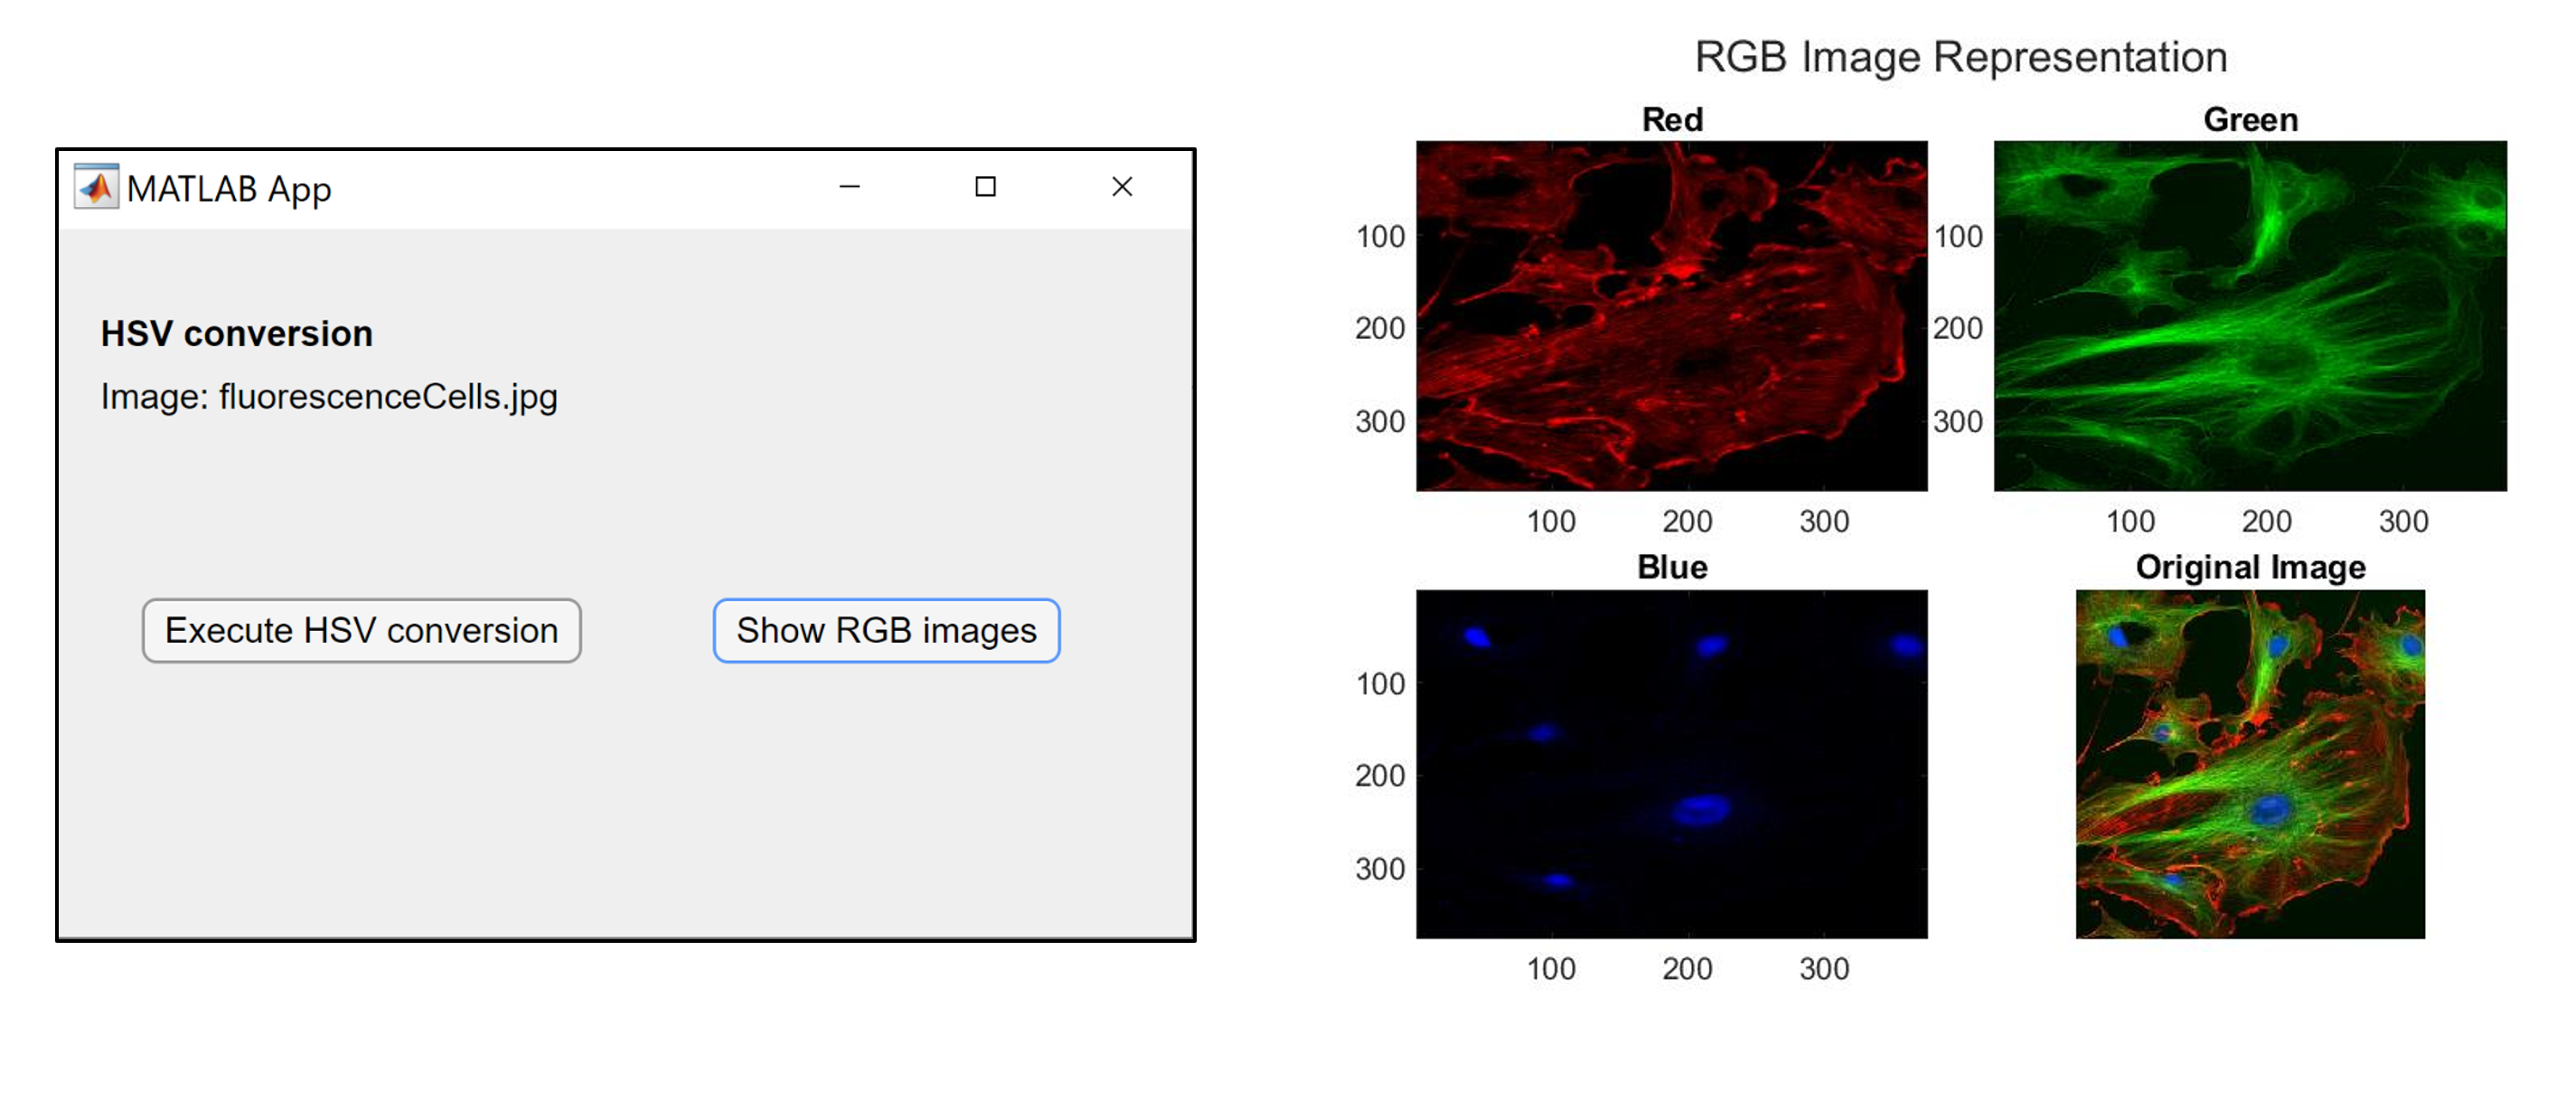 MATLAB App
HSV conversion
Image: fluorescenceCells.jpg
Execute HSV conversion
Show RGB images
RGB Image Representation
Red
100
200
300
100
200
300
Green
100
200
300
100
200
300
Blue
100
200
300
100
200
300
Original Image